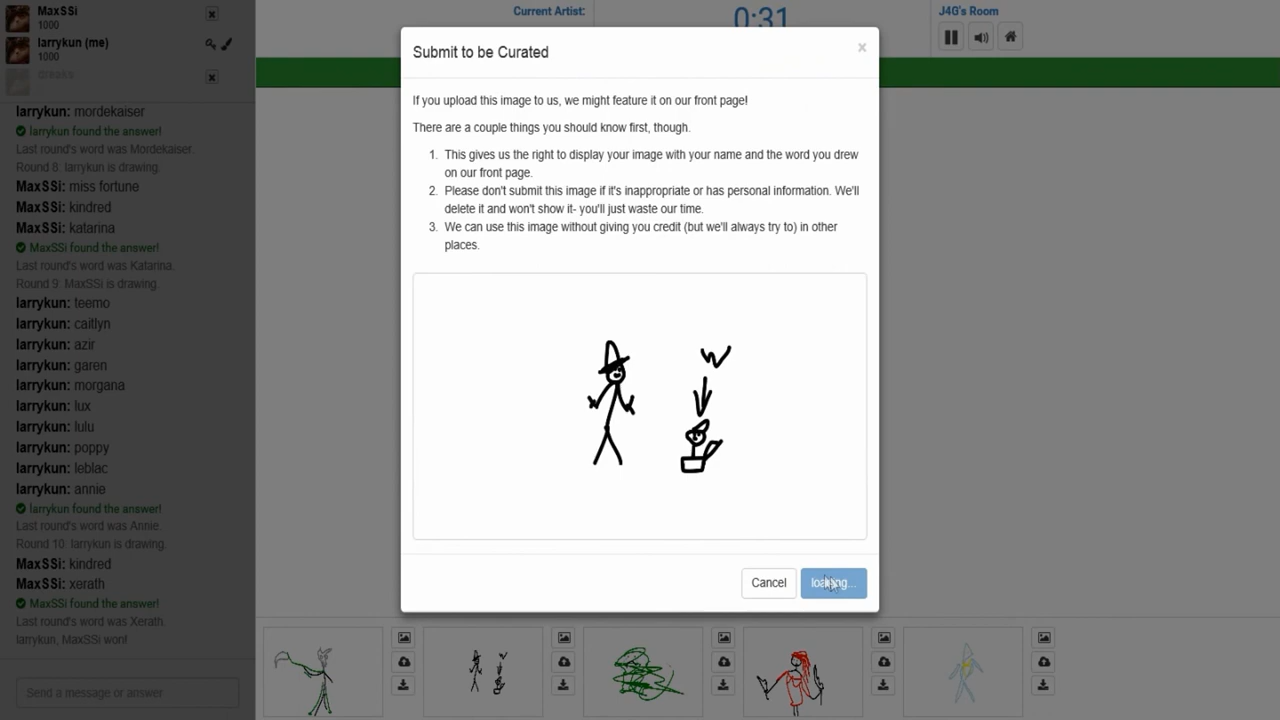 MaxSSi
1000
larrykun (me)
1000
Current Artist:
0:31
J4G's Room
larrykun: mordekaiser
larrykun found the answer!
Last round's word was Mordekaiser.
Round 8: larrykun is drawing.
MaxSSi: miss fortune
MaxSSi: kindred
MaxSSi: katarina
MaxSSi found the answer!
Last round's word was Katarina.
Round 9: MaxSSi is drawing.
larrykun: teemo
larrykun: caitlyn
larrykun: azir
larrykun: garen
larrykun: morgana
larrykun: lux
larrykun: lulu
larrykun: poppy
larrykun: leblac
larrykun: annie
larrykun found the answer!
Last round's word was Annie.
Round 10: larrykun is drawing.
MaxSSi: kindred
MaxSSi: xerath
MaxSSi found the answer!
Last round's word was Xerath.
larrykun, MaxSSi won!
Send a message or answer
Submit to be Curated
×
If you upload this image to us, we might feature it on our front page!
There are a couple things you should know first, though.
1. This gives us the right to display your image with your name and the word you drew
on our front page.
2. Please don't submit this image if it's inappropriate or has personal information. We'll
delete it and won't show it- you'll just waste our time.
3. We can use this image without giving you credit (but we'll always try to) in other
places.
W
Cancel
loading...